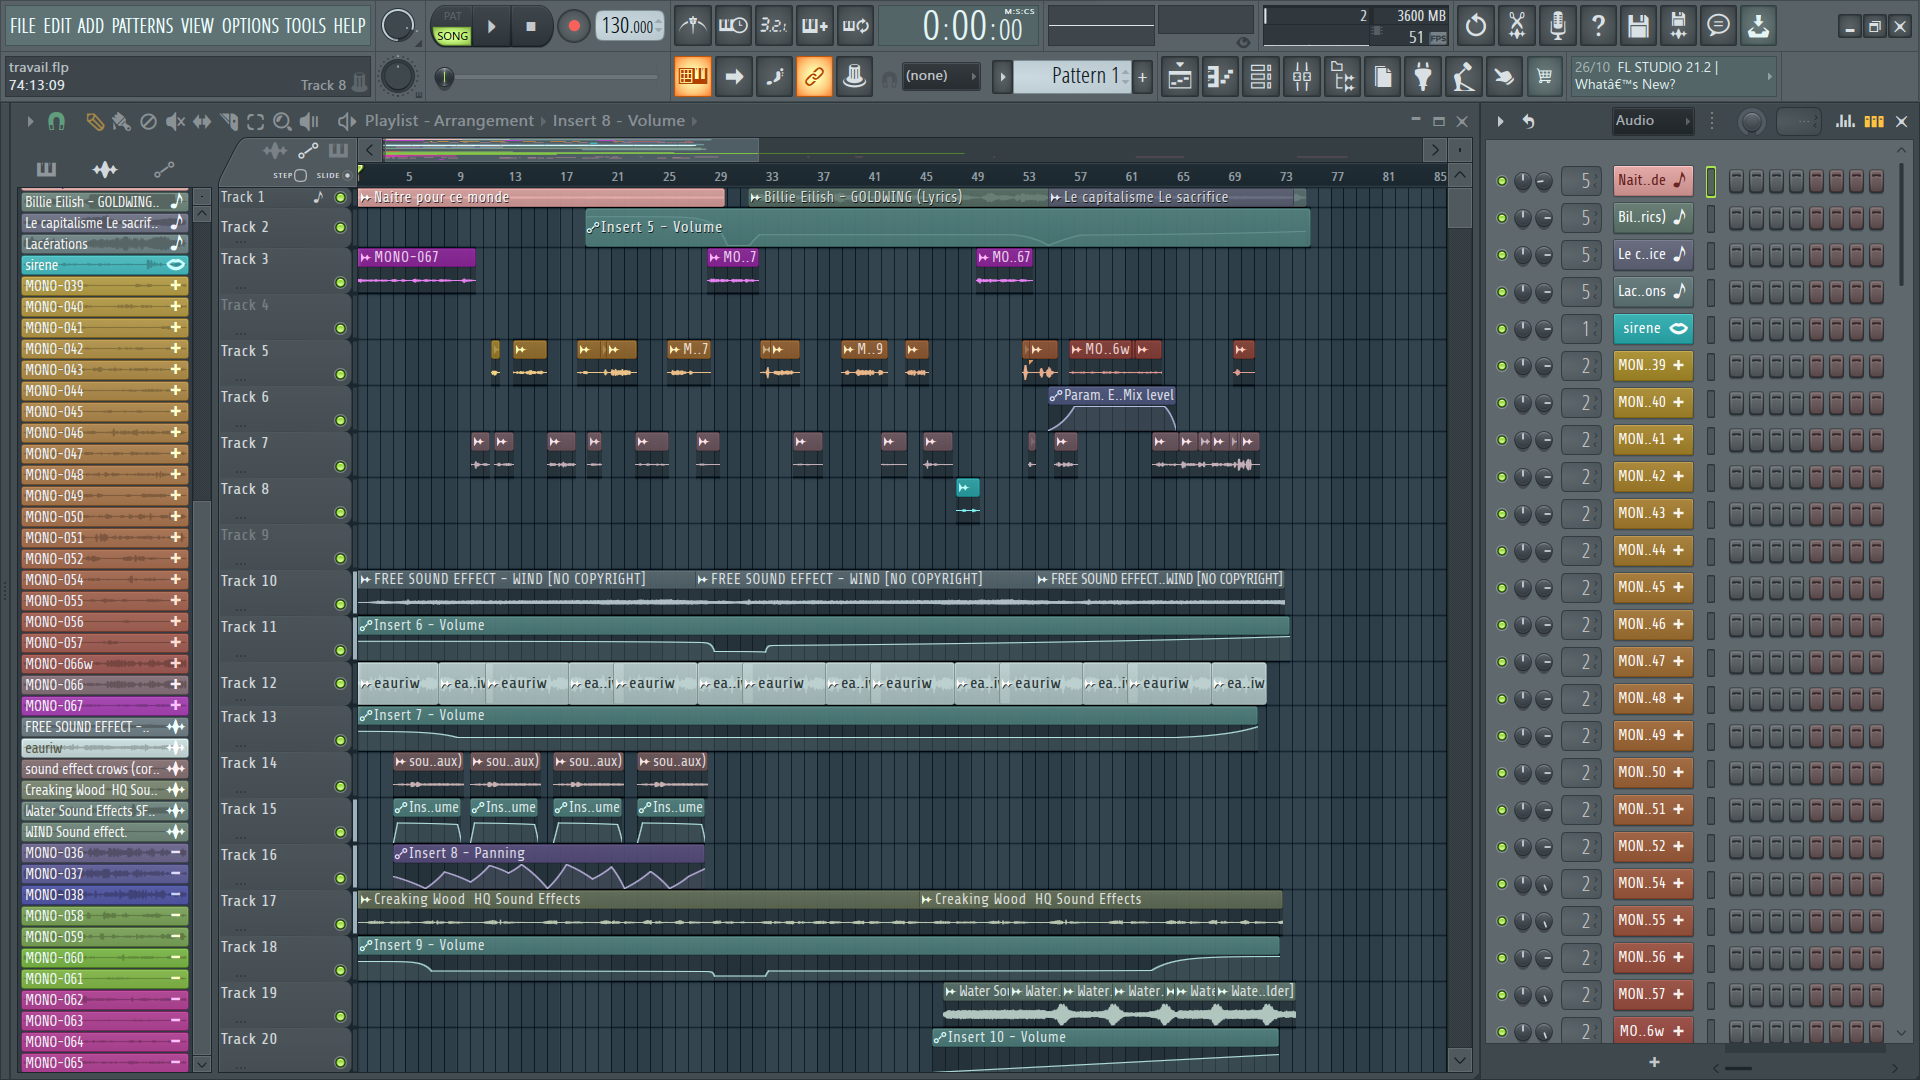 FILE EDIT ADD PATTERNS VIEW OPTIONS TOOLS HELP
PAT
SONG
130.000
3.2.1
0:00:00
M:S:CS
2
3600 MB
51 FPS
travail.flp
74:13:09
Track 8
(none)
Pattern 1
26/10 FL STUDIO 21.2 |
Whatâ€™s New?
Playlist - Arrangement
Insert 8 - Volume
Audio
STEP
SLIDE
5 9 13 17 21 25 29 33 37 41 45 49 53 57 61 65 69 73 77 81 85
Billie Eilish - GOLDWING..
Le capitalisme Le sacrif..
Lacérations
sirene
MONO-039
MONO-040
MONO-041
MONO-042
MONO-043
MONO-044
MONO-045
MONO-046
MONO-047
MONO-048
MONO-049
MONO-050
MONO-051
MONO-052
MONO-054
MONO-055
MONO-056
MONO-057
MONO-066w
MONO-066
MONO-067
FREE SOUND EFFECT -..
eauriw
sound effect crows (cor..
Creaking Wood HQ Sou..
Water Sound Effects SF..
WIND Sound effect.
MONO-036
MONO-037
MONO-038
MONO-058
MONO-059
MONO-060
MONO-061
MONO-062
MONO-063
MONO-064
MONO-065
Track 1
Naitre pour ce monde
Billie Eilish - GOLDWING (Lyrics)
Le capitalisme Le sacrifice
Track 2
Insert 5 - Volume
Track 3
MONO-067
MO..7
MO..67
Track 4
Track 5
M..7
M..9
MO..6w
Track 6
Param. E..Mix level
Track 7
Track 8
Track 9
Track 10
FREE SOUND EFFECT - WIND [NO COPYRIGHT]
FREE SOUND EFFECT - WIND [NO COPYRIGHT]
FREE SOUND EFFECT..WIND [NO COPYRIGHT]
Track 11
Insert 6 - Volume
Track 12
eauriw ea..iw eauriw ea..iw eauriw ea..iw eauriw ea..iw eauriw ea..iw eauriw ea..iw eauriw ea..iw
Track 13
Insert 7 - Volume
Track 14
sou..aux) sou..aux) sou..aux) sou..aux)
Track 15
Ins..ume Ins..ume Ins..ume Ins..ume
Track 16
Insert 8 - Panning
Track 17
Creaking Wood HQ Sound Effects
Creaking Wood HQ Sound Effects
Track 18
Insert 9 - Volume
Track 19
Water Sou Water. Water. Water. Wate Wate..lder]
Track 20
Insert 10 - Volume
5 Nait..de
5 Bil..rics)
5 Le c..ice
5 Lac..ons
1 sirene
2 MON..39
2 MON..40
2 MON..41
2 MON..42
2 MON..43
2 MON..44
2 MON..45
2 MON..46
2 MON..47
2 MON..48
2 MON..49
2 MON..50
2 MON..51
2 MON..52
2 MON..54
2 MON..55
2 MON..56
2 MON..57
2 MO..6w